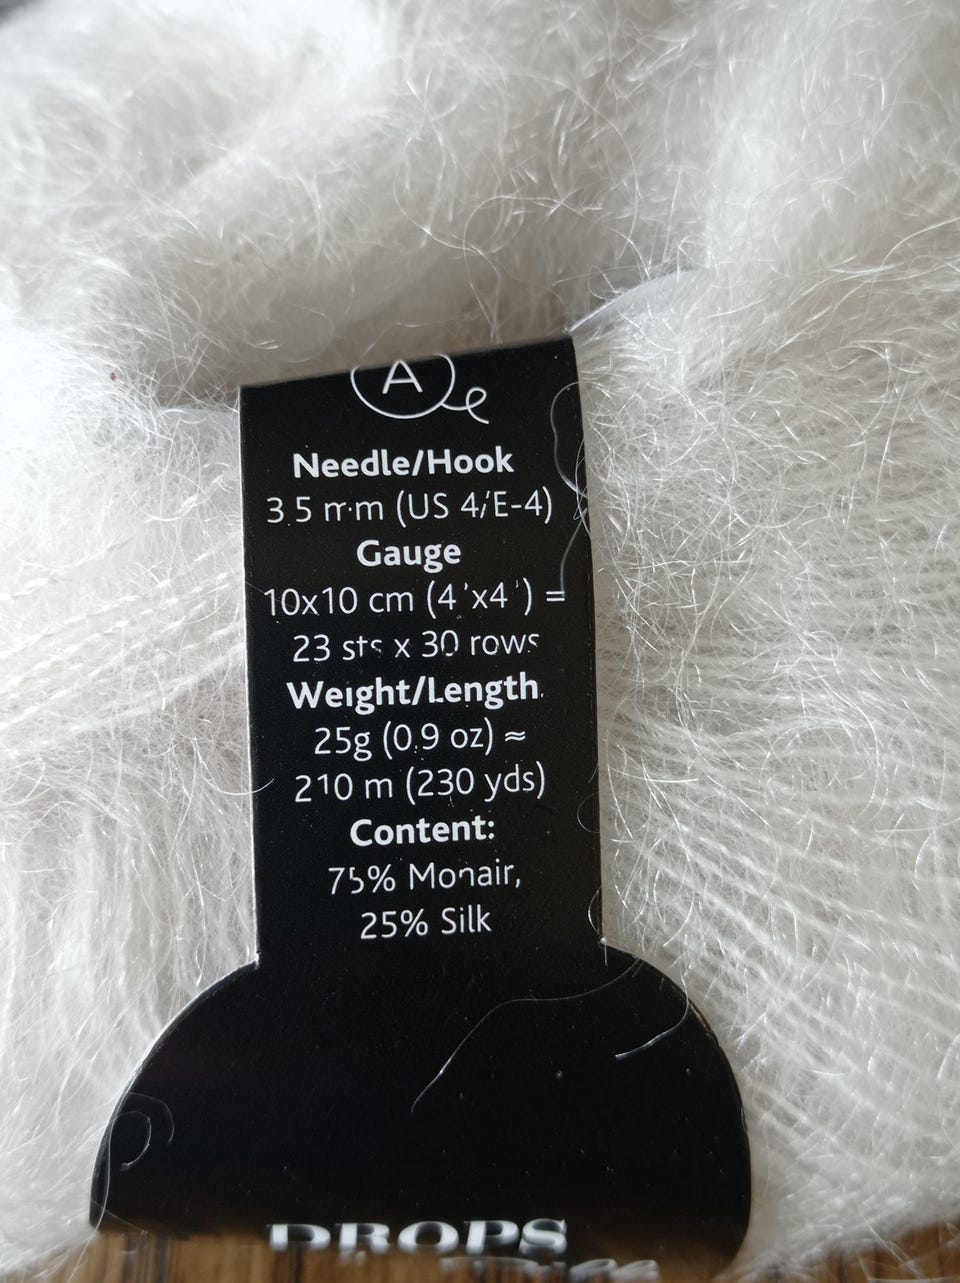 A
Needle/Hook
3.5 mm (US 4/E-4)
Gauge
10x10 cm (4"x4") =
23 sts x 30 rows
Weight/Length
25g (0.9 oz) ≈
210 m (230 yds)
Content:
75% Mohair,
25% Silk
DROPS